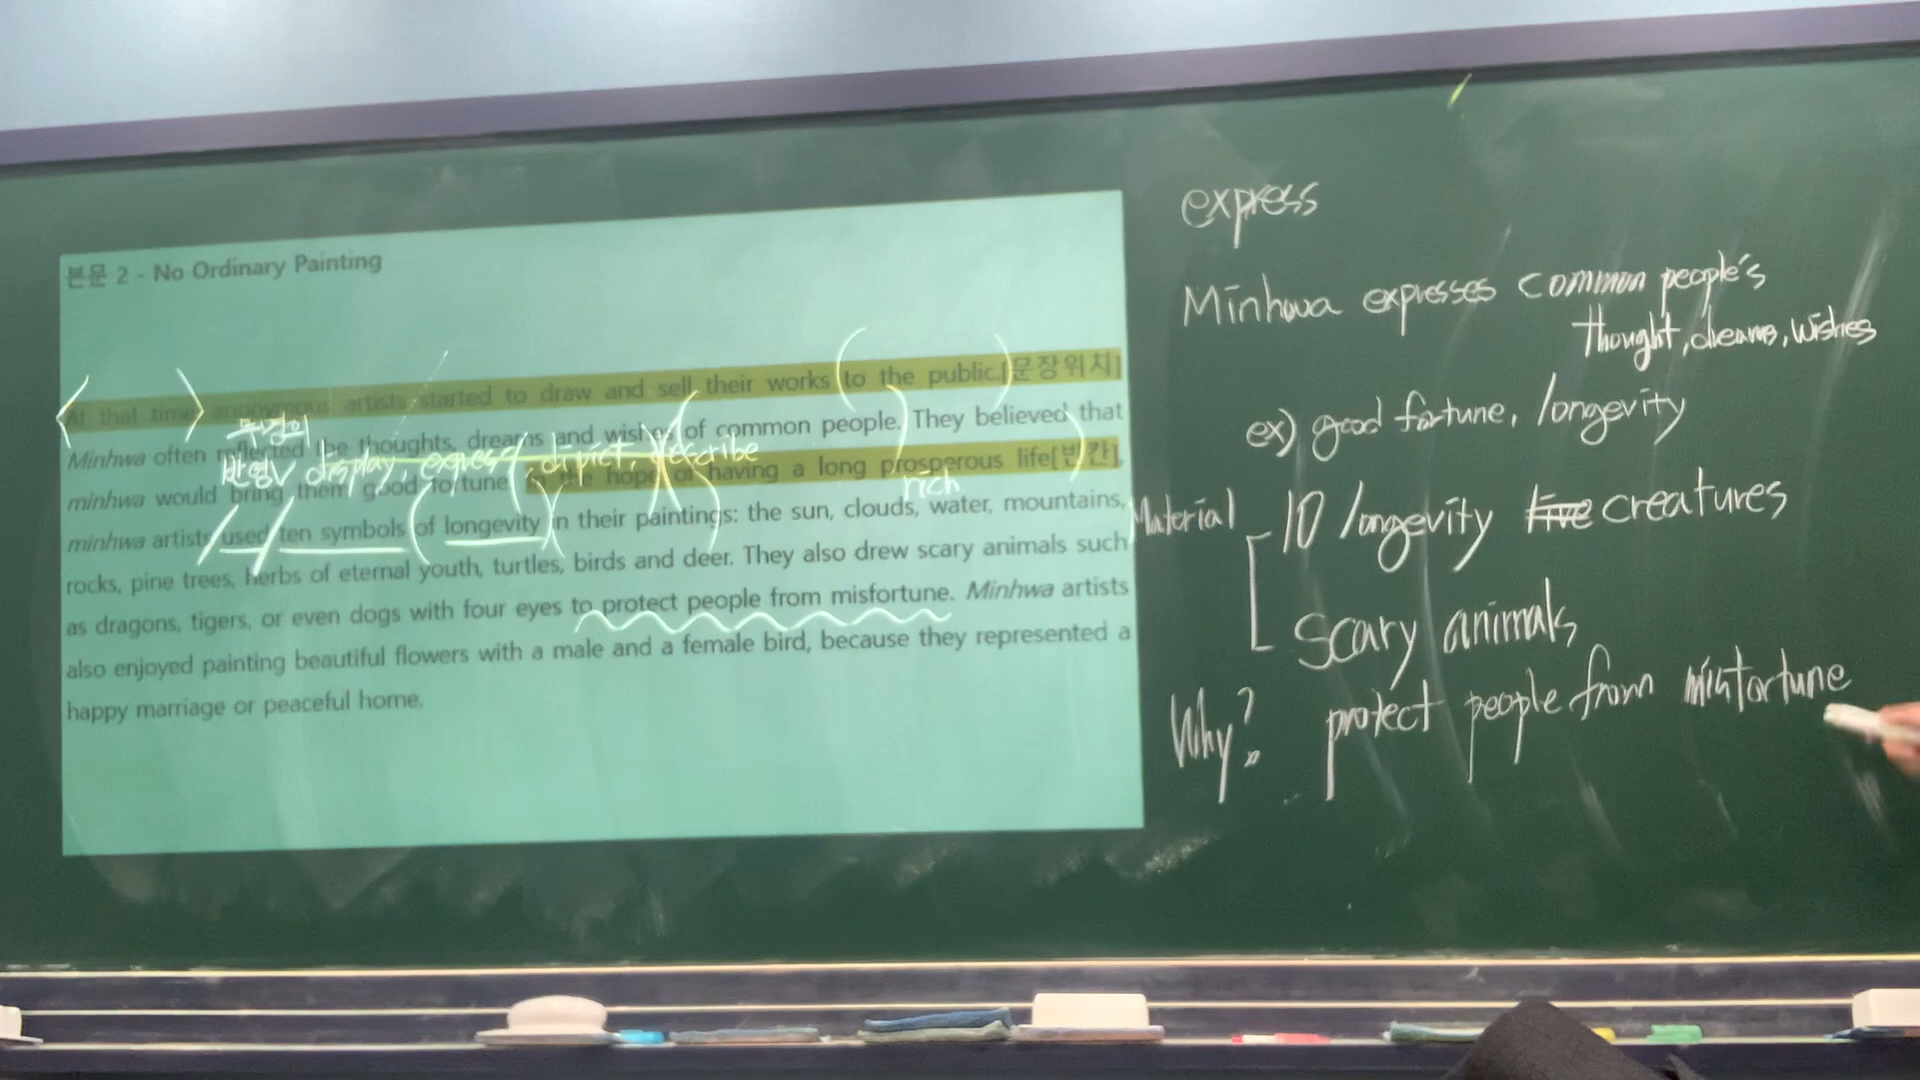 본문 2 - No Ordinary Painting
At that time anonymous artists started to draw and sell their works to the public.[문장위치]
Minhwa often reflected the thoughts, dreams and wishes of common people. They believed that
반영 display, express, dipict, describe
minhwa would bring them good fortune. In the hope of having a long prosperous life[빈칸],
rich
minhwa artists used ten symbols of longevity in their paintings: the sun, clouds, water, mountains,
rocks, pine trees, herbs of eternal youth, turtles, birds and deer. They also drew scary animals such
as dragons, tigers, or even dogs with four eyes to protect people from misfortune. Minhwa artists
also enjoyed painting beautiful flowers with a male and a female bird, because they represented a
happy marriage or peaceful home.
express
Minhwa expresses common people's
thought, dreams, wishes
ex) good fortune, longevity
Material 10 longevity creatures
scary animals
Why? protect people from misfortune